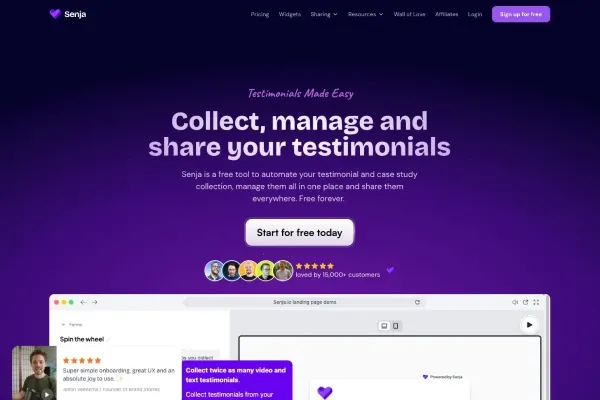 Senja
Pricing
Widgets
Sharing
Resources
Wall of Love
Affiliates
Login
Sign up for free
Testimonials Made Easy
Collect, manage and
share your testimonials
Senja is a free tool to automate your testimonial and case study
collection, manage them all in one place and share them
everywhere. Free forever.
Start for free today
loved by 15,000+ customers
Senja.io landing page demo
Forms
Spin the wheel
Super simple onboarding, great UX and an
absolute joy to use.
Founder of Brand
Collect twice as many video and
text testimonials.
Collect testimonials from your
Powered by Senja